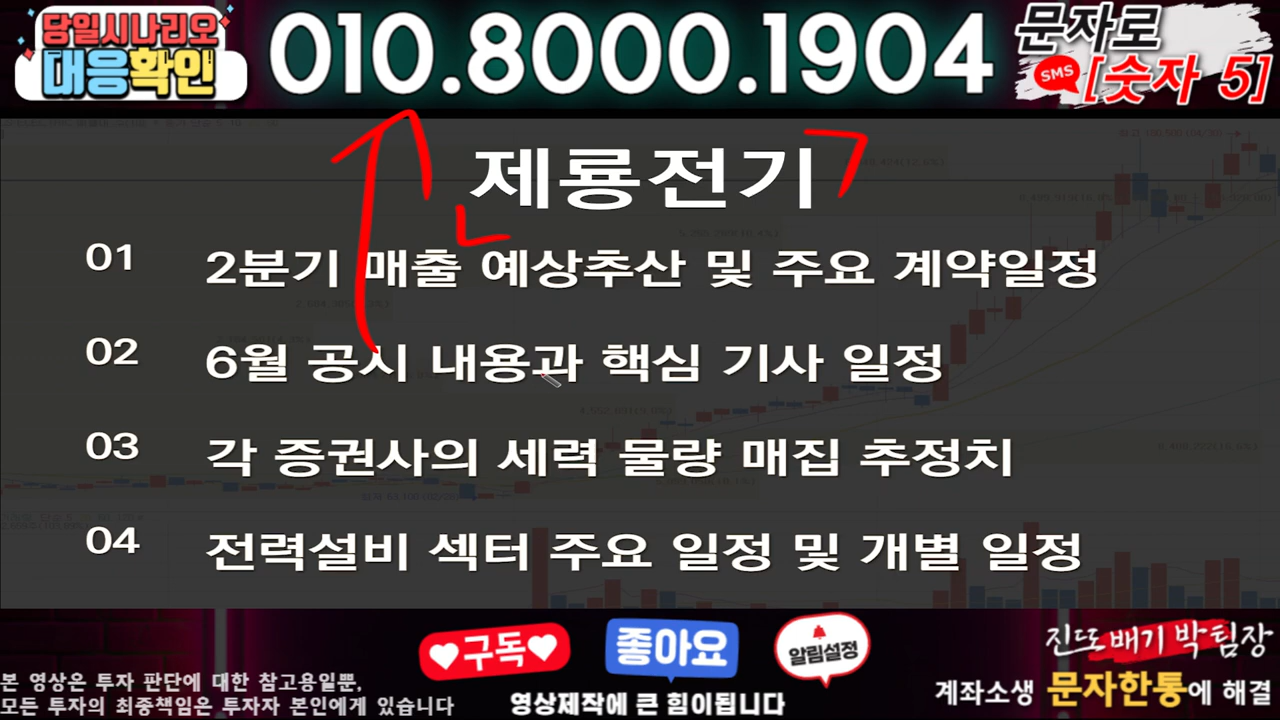 당일시나리오
대응확인
010.8000.1904
문자로
SMS
[숫자 5]
제룡전기
01
2분기 매출 예상추산 및 주요 계약일정
02
6월 공시 내용과 핵심 기사 일정
03
각 증권사의 세력 물량 매집 추정치
04
전력설비 섹터 주요 일정 및 개별 일정
구독
좋아요
알림설정
영상제작에 큰 힘이됩니다
본 영상은 투자 판단에 대한 참고용일뿐,
모든 투자의 최종책임은 투자자 본인에게 있습니다
진또배기 박팀장
계좌소생 문자한통에 해결